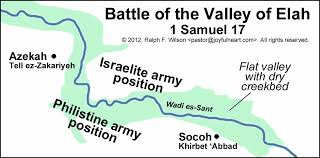 Battle of the Valley of Elah
1 Samuel 17
© 2012, Ralph F. Wilson <pastor@joyfulheart.com>. All rights reserved.
Azekah
Tell ez-Zakariyeh
Israelite army
position
Flat valley
with dry
creekbed
Wadi es-Sant
Philistine army
position
Socoh
Khirbet 'Abbad